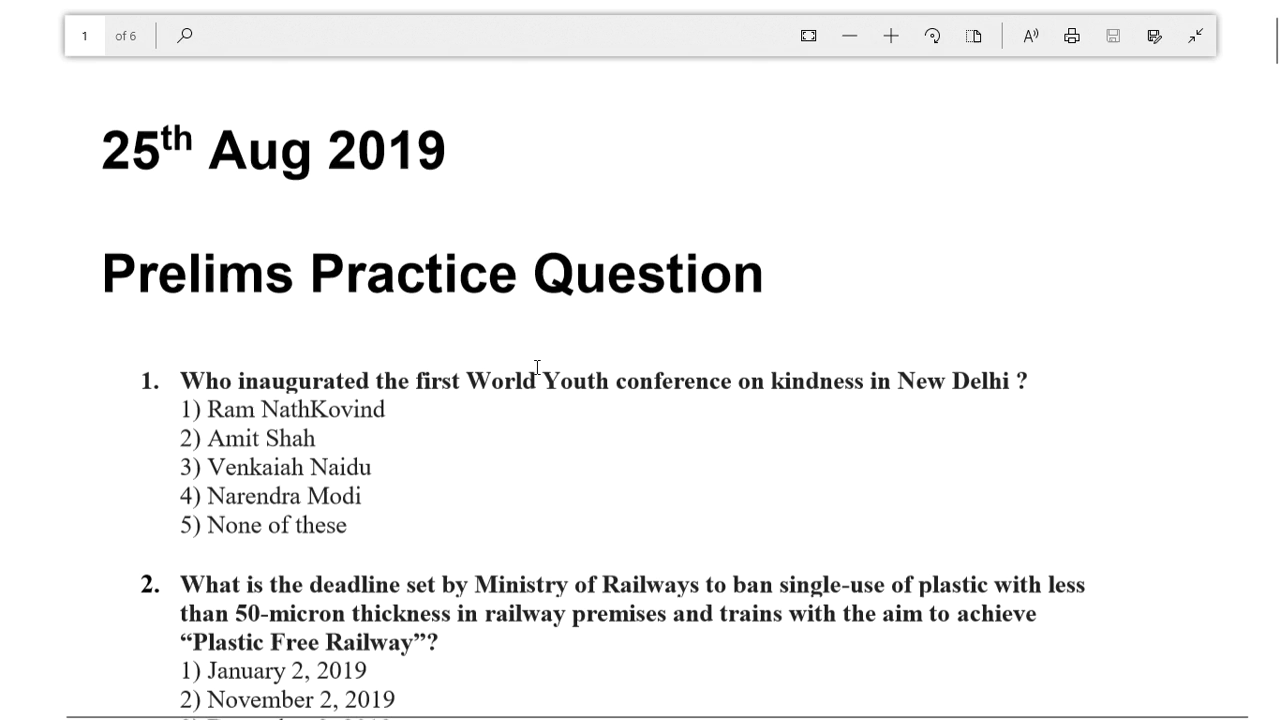 1 of 6
25th Aug 2019
Prelims Practice Question
1. Who inaugurated the first World Youth conference on kindness in New Delhi ?
1) Ram NathKovind
2) Amit Shah
3) Venkaiah Naidu
4) Narendra Modi
5) None of these
2. What is the deadline set by Ministry of Railways to ban single-use of plastic with less
than 50-micron thickness in railway premises and trains with the aim to achieve
“Plastic Free Railway”?
1) January 2, 2019
2) November 2, 2019